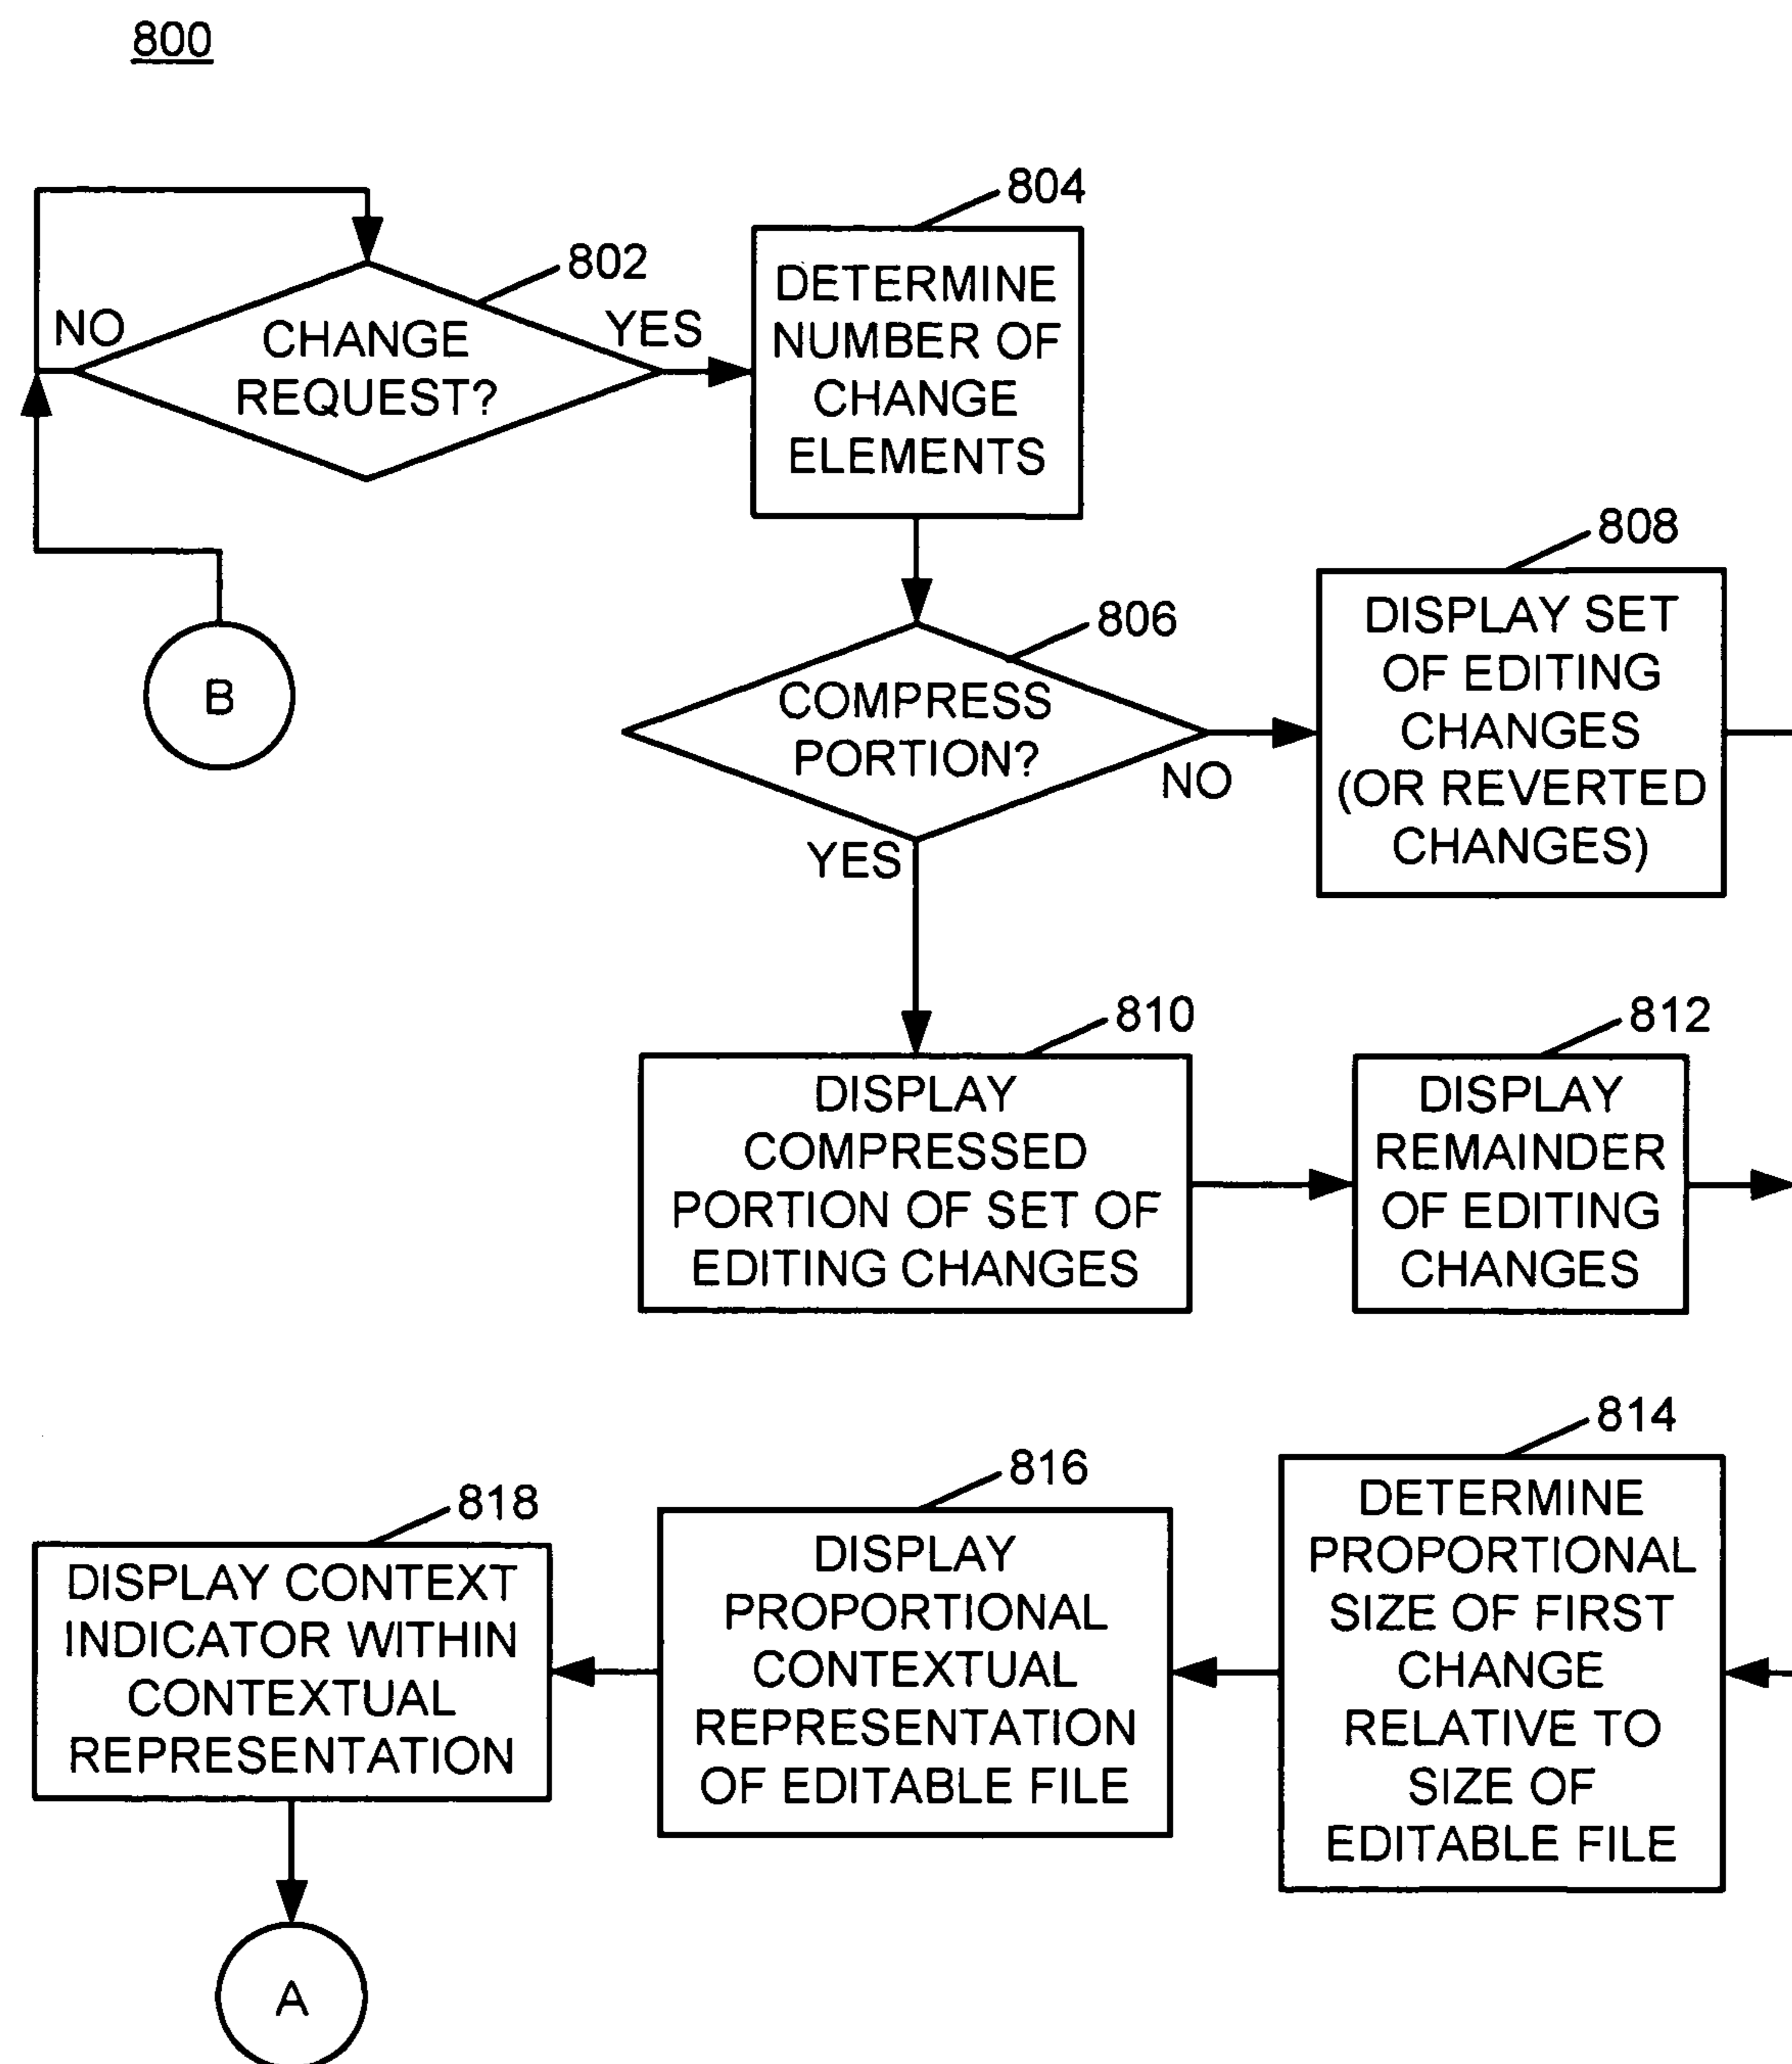 800
802
CHANGE
REQUEST?
NO
YES
804
DETERMINE
NUMBER OF
CHANGE
ELEMENTS
B
806
COMPRESS
PORTION?
NO
YES
808
DISPLAY SET
OF EDITING
CHANGES
(OR REVERTED
CHANGES)
810
DISPLAY
COMPRESSED
PORTION OF SET OF
EDITING CHANGES
812
DISPLAY
REMAINDER
OF EDITING
CHANGES
814
DETERMINE
PROPORTIONAL
SIZE OF FIRST
CHANGE
RELATIVE TO
SIZE OF
EDITABLE FILE
816
DISPLAY
PROPORTIONAL
CONTEXTUAL
REPRESENTATION
OF EDITABLE FILE
818
DISPLAY CONTEXT
INDICATOR WITHIN
CONTEXTUAL
REPRESENTATION
A